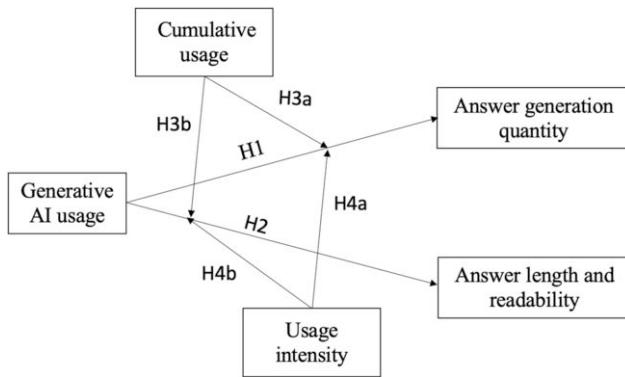 Cumulative
usage
H3a
Answer generation
quantity
H3b
H1
Generative
AI usage
H4a
H2
Answer length and
readability
H4b
Usage
intensity